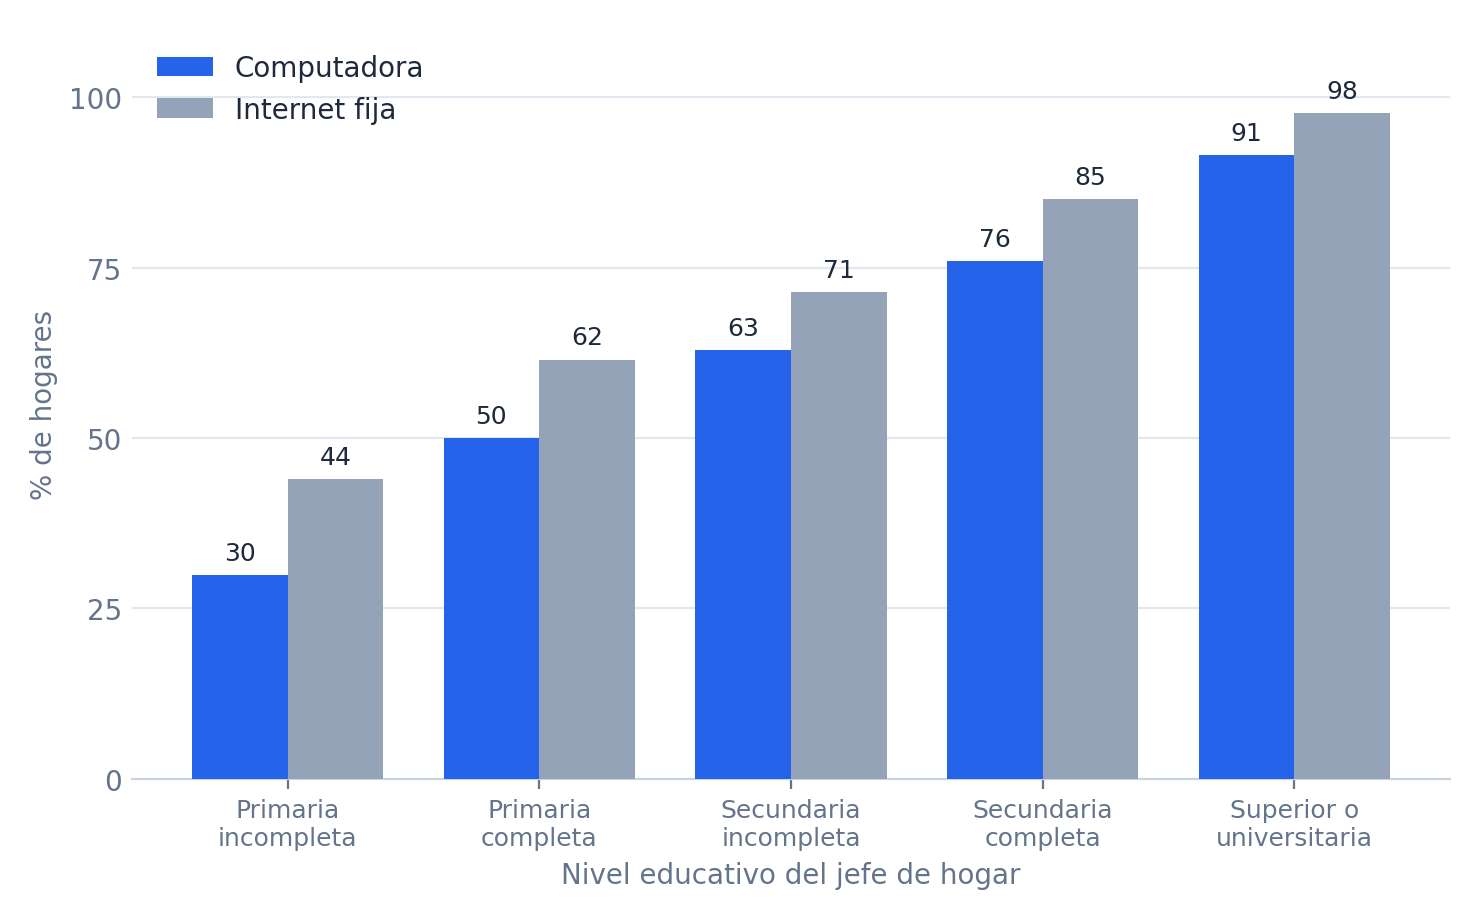 Computadora
Internet fija
100
75
50
25
0
% de hogares
30
44
50
62
63
71
76
85
91
98
Primaria
incompleta
Primaria
completa
Secundaria
incompleta
Secundaria
completa
Superior o
universitaria
Nivel educativo del jefe de hogar